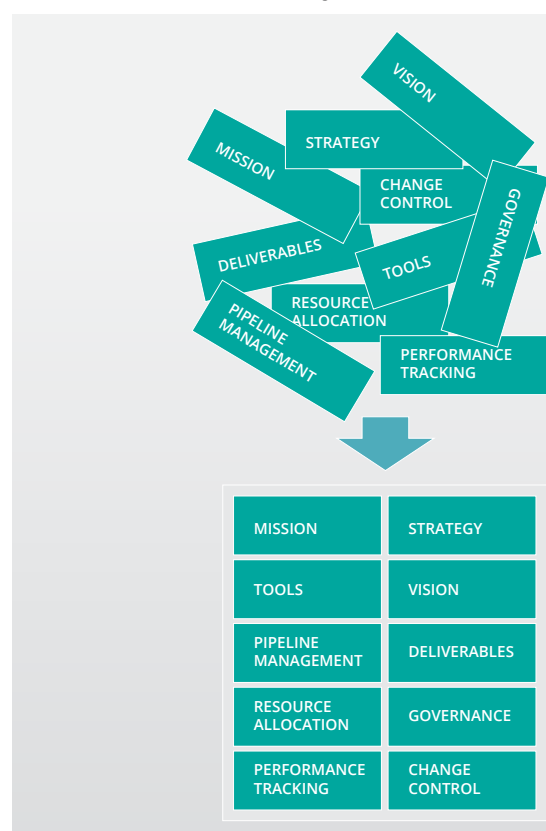 VISION
STRATEGY
MISSION
CHANGE
CONTROL
GOVERNANCE
DELIVERABLES
TOOLS
RESOURCE
ALLOCATION
PIPELINE
MANAGEMENT
PERFORMANCE
TRACKING
MISSION
STRATEGY
TOOLS
VISION
PIPELINE
MANAGEMENT
DELIVERABLES
RESOURCE
ALLOCATION
GOVERNANCE
PERFORMANCE
TRACKING
CHANGE
CONTROL